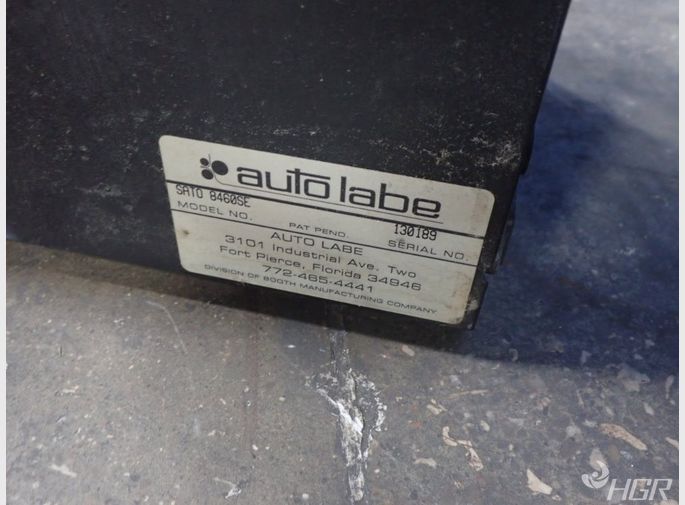 auto labe
SATO 8460SE 130189
MODEL NO. PAT PEND. SERIAL NO.
AUTO LABE
3101 Industrial Ave. Two
Fort Pierce, Florida 34946
772-465-4441
DIVISION OF BOOTH MANUFACTURING COMPANY
HGR